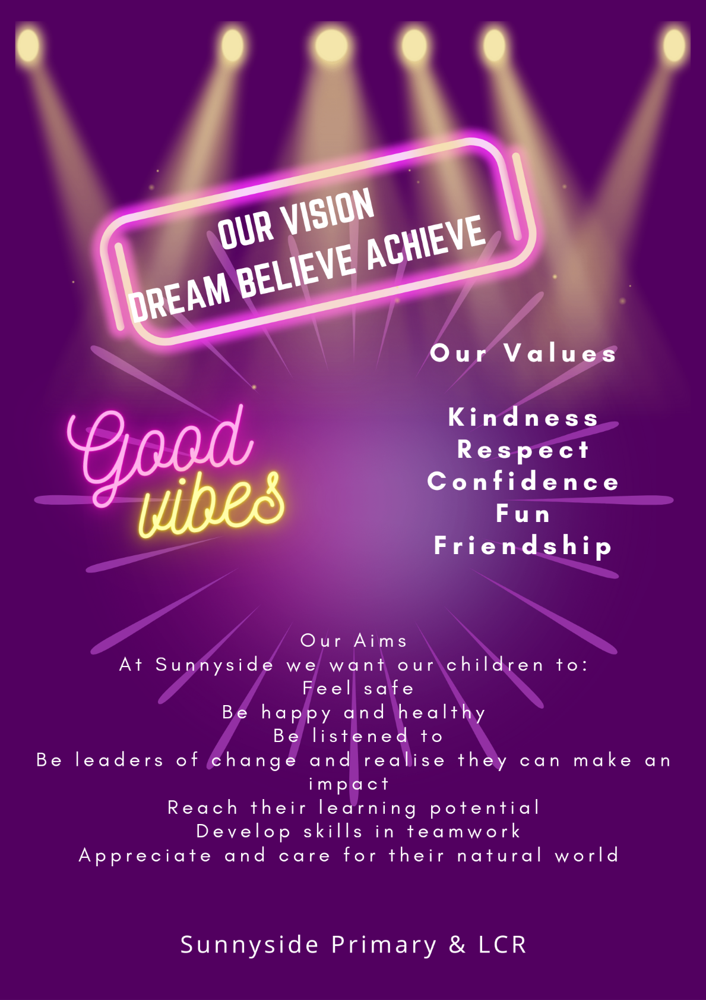 OUR VISION
DREAM BELIEVE ACHIEVE
Our Values
Kindness
Respect
Confidence
Fun
Friendship
Good
vibes
Our Aims
At Sunnyside we want our children to:
Feel safe
Be happy and healthy
Be listened to
Be leaders of change and realise they can make an
impact
Reach their learning potential
Develop skills in teamwork
Appreciate and care for their natural world
Sunnyside Primary & LCR